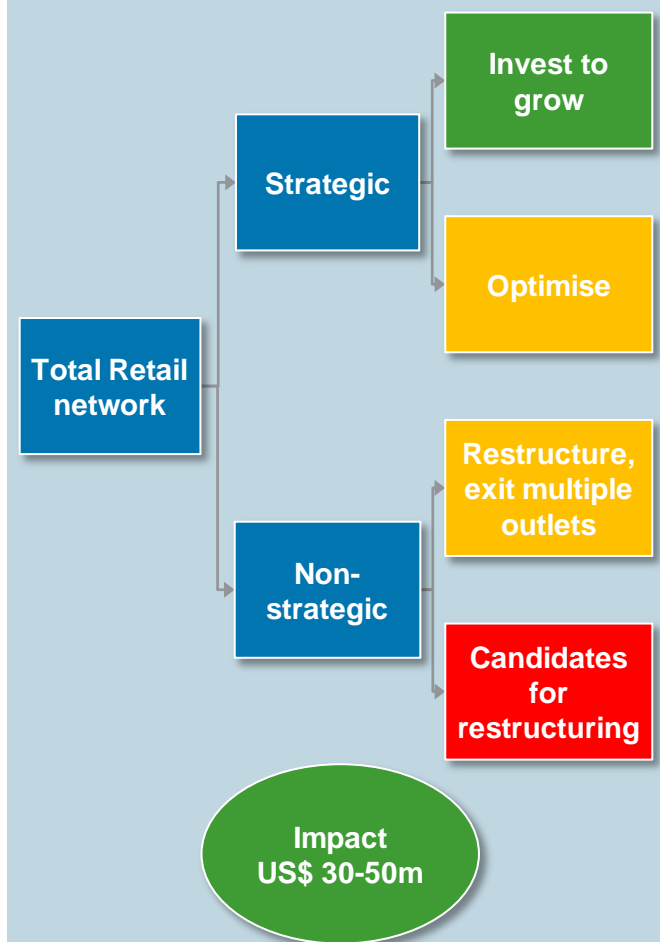 Invest to
grow
Strategic
Optimise
Total Retail
network
Restructure,
exit multiple
outlets
Non-
strategic
Candidates
for
restructuring
Impact
US$ 30-50m